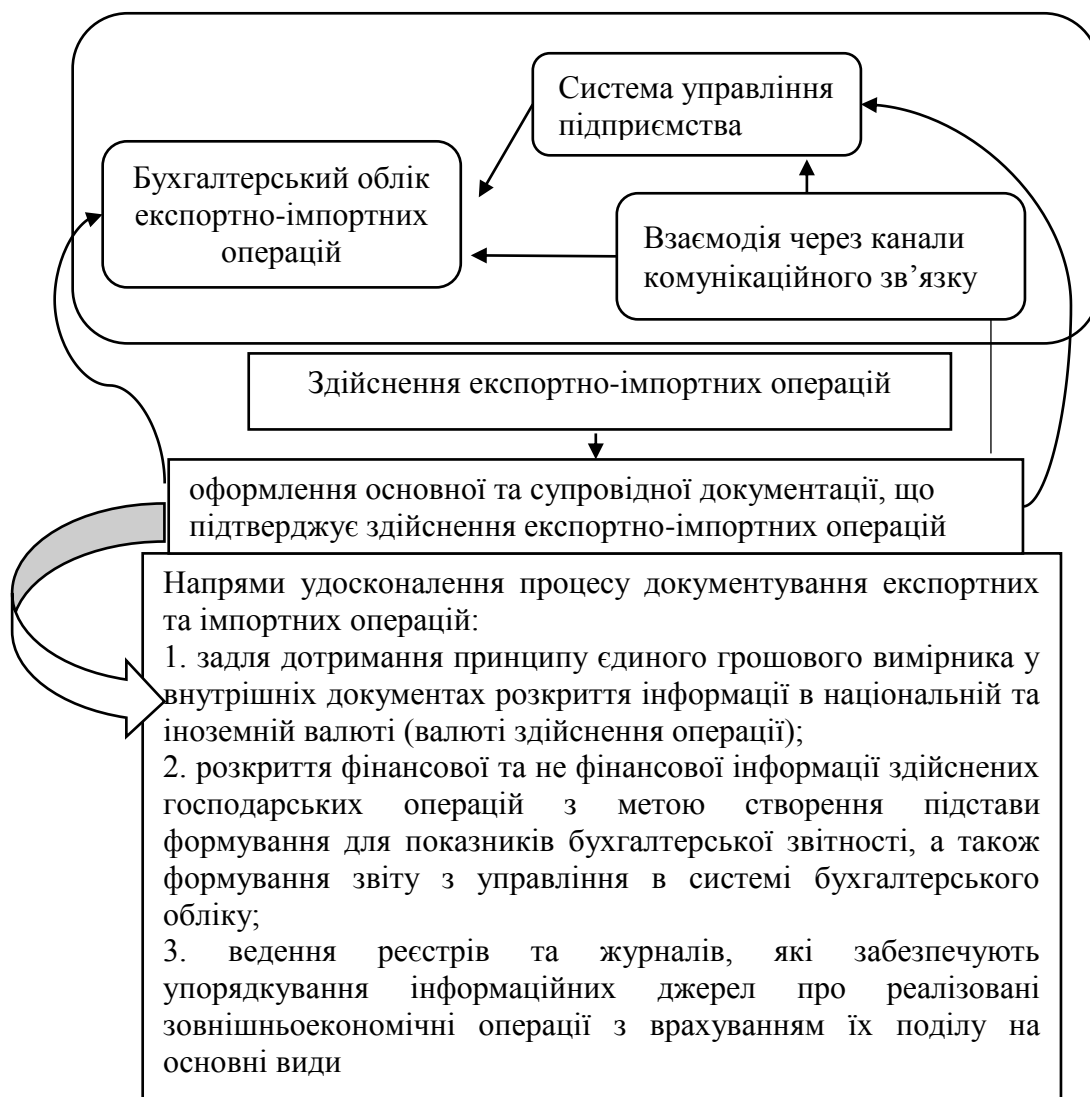 Система управління
підприємства
Бухгалтерський облік
експортно-імпортних
операцій
Взаємодія через канали
комунікаційного зв’язку
Здійснення експортно-імпортних операцій
оформлення основної та супровідної документації, що
підтверджує здійснення експортно-імпортних операцій
Напрями удосконалення процесу документування експортних
та імпортних операцій:
1. задля дотримання принципу єдиного грошового вимірника у
внутрішніх документах розкриття інформації в національній та
іноземній валюті (валюті здійснення операції);
2. розкриття фінансової та не фінансової інформації здійснених
господарських операцій з метою створення підстави
формування для показників бухгалтерської звітності, а також
формування звіту з управління в системі бухгалтерського
обліку;
3. ведення реєстрів та журналів, які забезпечують
упорядкування інформаційних джерел про реалізовані
зовнішньоекономічні операції з врахуванням їх поділу на
основні види